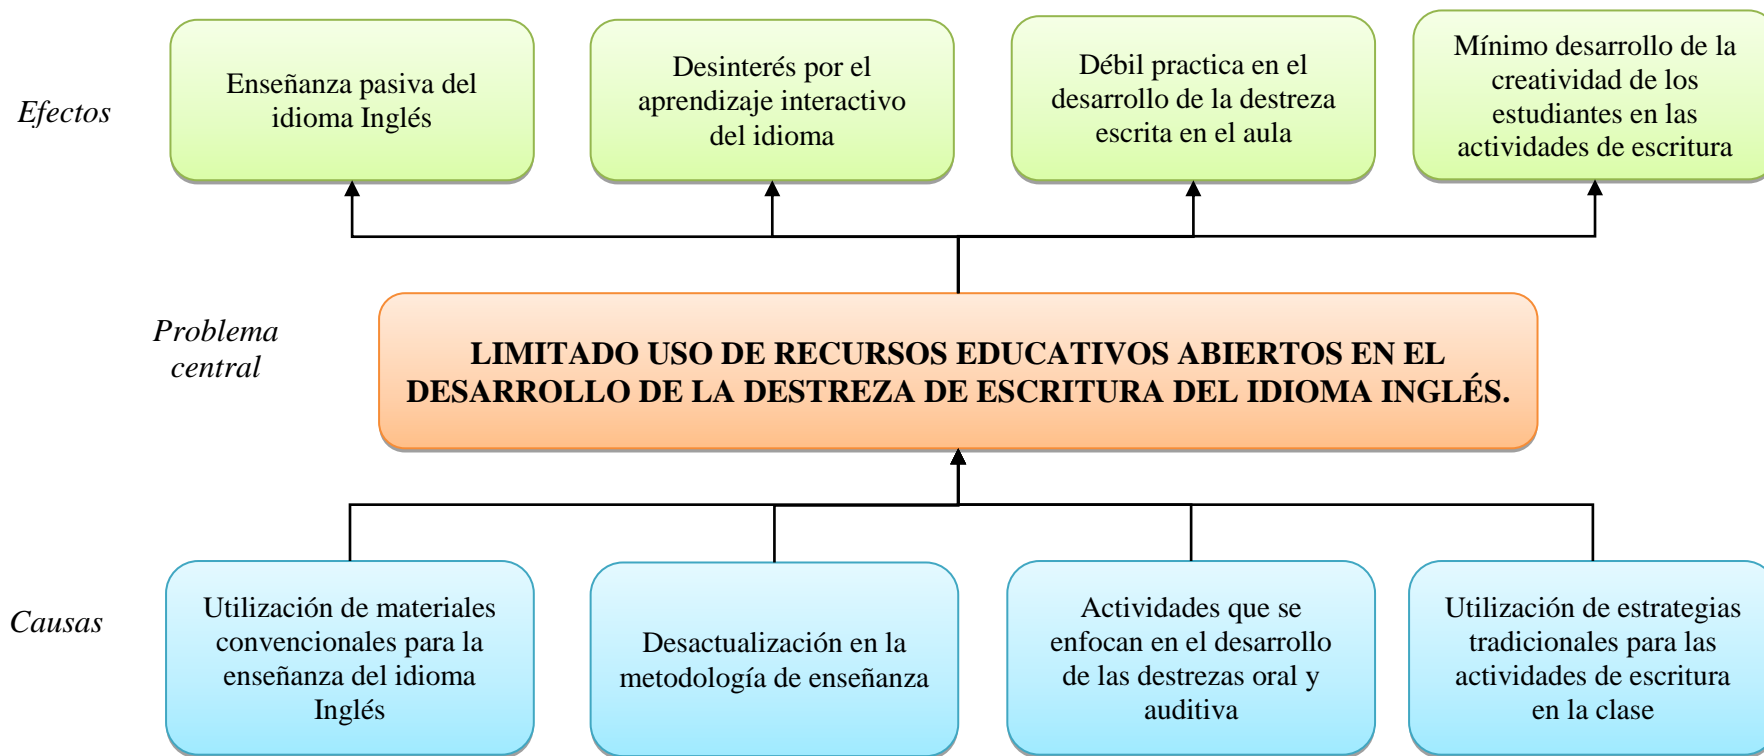 Efectos
Enseñanza pasiva del
idioma Inglés
Desinterés por el
aprendizaje interactivo
del idioma
Débil practica en el
desarrollo de la destreza
escrita en el aula
Mínimo desarrollo de la
creatividad de los
estudiantes en las
actividades de escritura
Problema
central
LIMITADO USO DE RECURSOS EDUCATIVOS ABIERTOS EN EL
DESARROLLO DE LA DESTREZA DE ESCRITURA DEL IDIOMA INGLÉS.
Causas
Utilización de materiales
convencionales para la
enseñanza del idioma
Inglés
Desactualización en la
metodología de enseñanza
Actividades que se
enfocan en el desarrollo
de las destrezas oral y
auditiva
Utilización de estrategias
tradicionales para las
actividades de escritura
en la clase